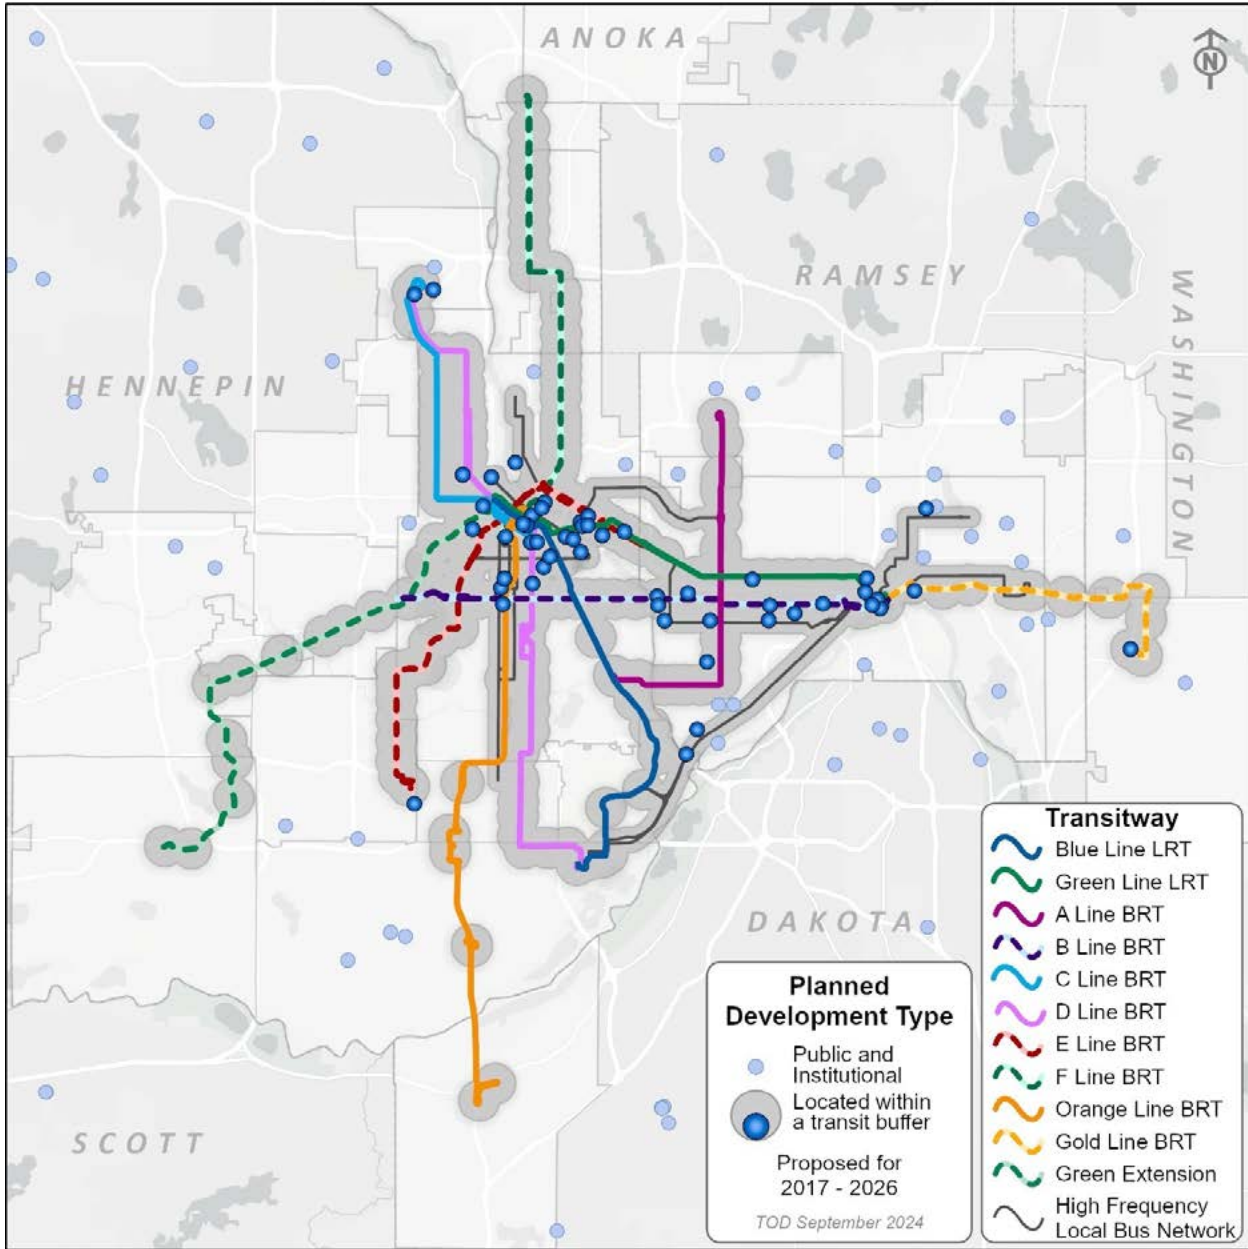 ANOKA
N
RAMSEY
HENNEPIN
WASHINGTON
DAKOTA
SCOTT
Planned
Development Type
Public and
Institutional
Located within
a transit buffer
Proposed for
2017 - 2026
TOD September 2024
Transitway
Blue Line LRT
Green Line LRT
A Line BRT
B Line BRT
C Line BRT
D Line BRT
E Line BRT
F Line BRT
Orange Line BRT
Gold Line BRT
Green Extension
High Frequency
Local Bus Network